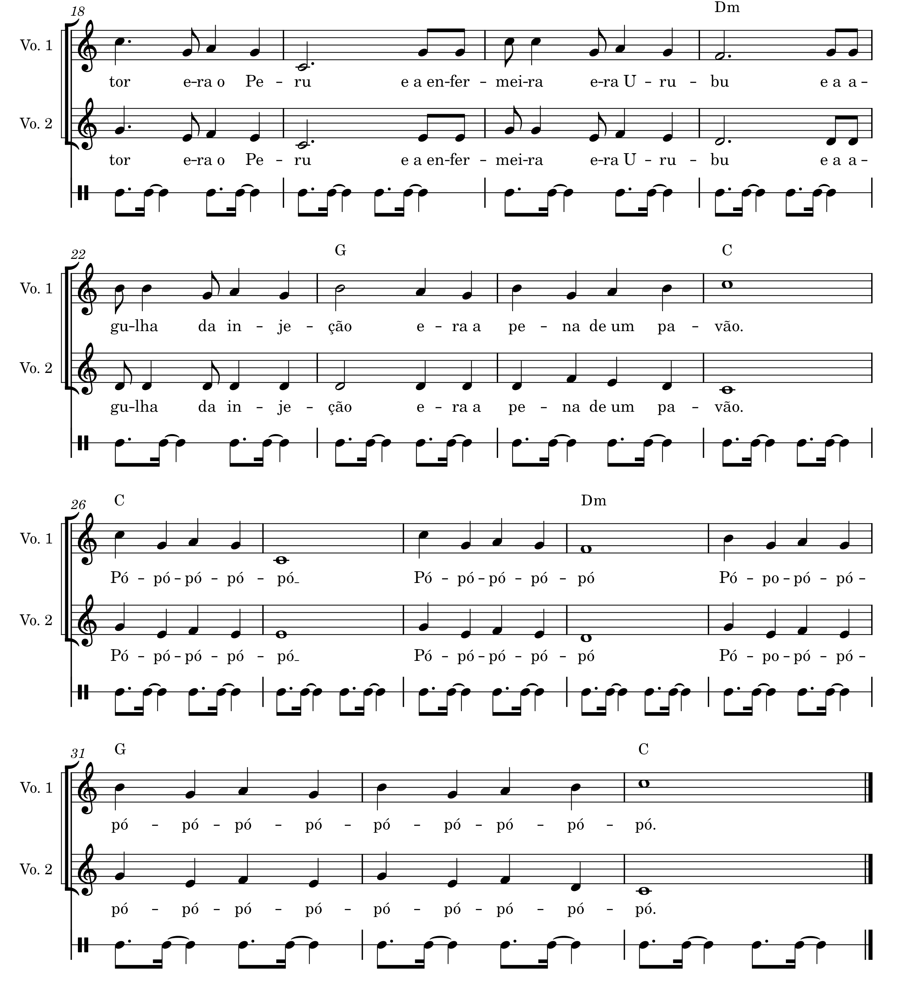 18 Dm
Vo. 1
tor e-ra o Pe - ru e a en-fer - mei-ra e-ra U - ru - bu e a a -
Vo. 2
tor e-ra o Pe - ru e a en-fer - mei-ra e-ra U - ru - bu e a a -
22 G C
Vo. 1
gu-lha da in - je - ção e - ra a pe - na de um pa - vão.
Vo. 2
gu-lha da in - je - ção e - ra a pe - na de um pa - vão.
26 C Dm
Vo. 1
Pó - pó - pó - pó - pó_ Pó - pó - pó - pó - pó Pó - po - pó - pó -
Vo. 2
Pó - pó - pó - pó - pó_ Pó - pó - pó - pó - pó Pó - po - pó - pó -
31 G C
Vo. 1
pó - pó - pó - pó - pó - pó - pó - pó - pó.
Vo. 2
pó - pó - pó - pó - pó - pó - pó - pó - pó.